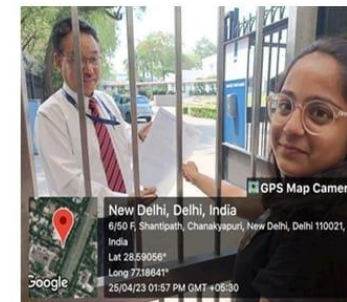 GPS Map Camera
New Delhi, Delhi, India
6/50 F, Shantipath, Chanakyapuri, New Delhi, Delhi 110021,
India
Lat 28.59056°
Long 77.18641°
25/04/23 01:57 PM GMT +05:30
Google